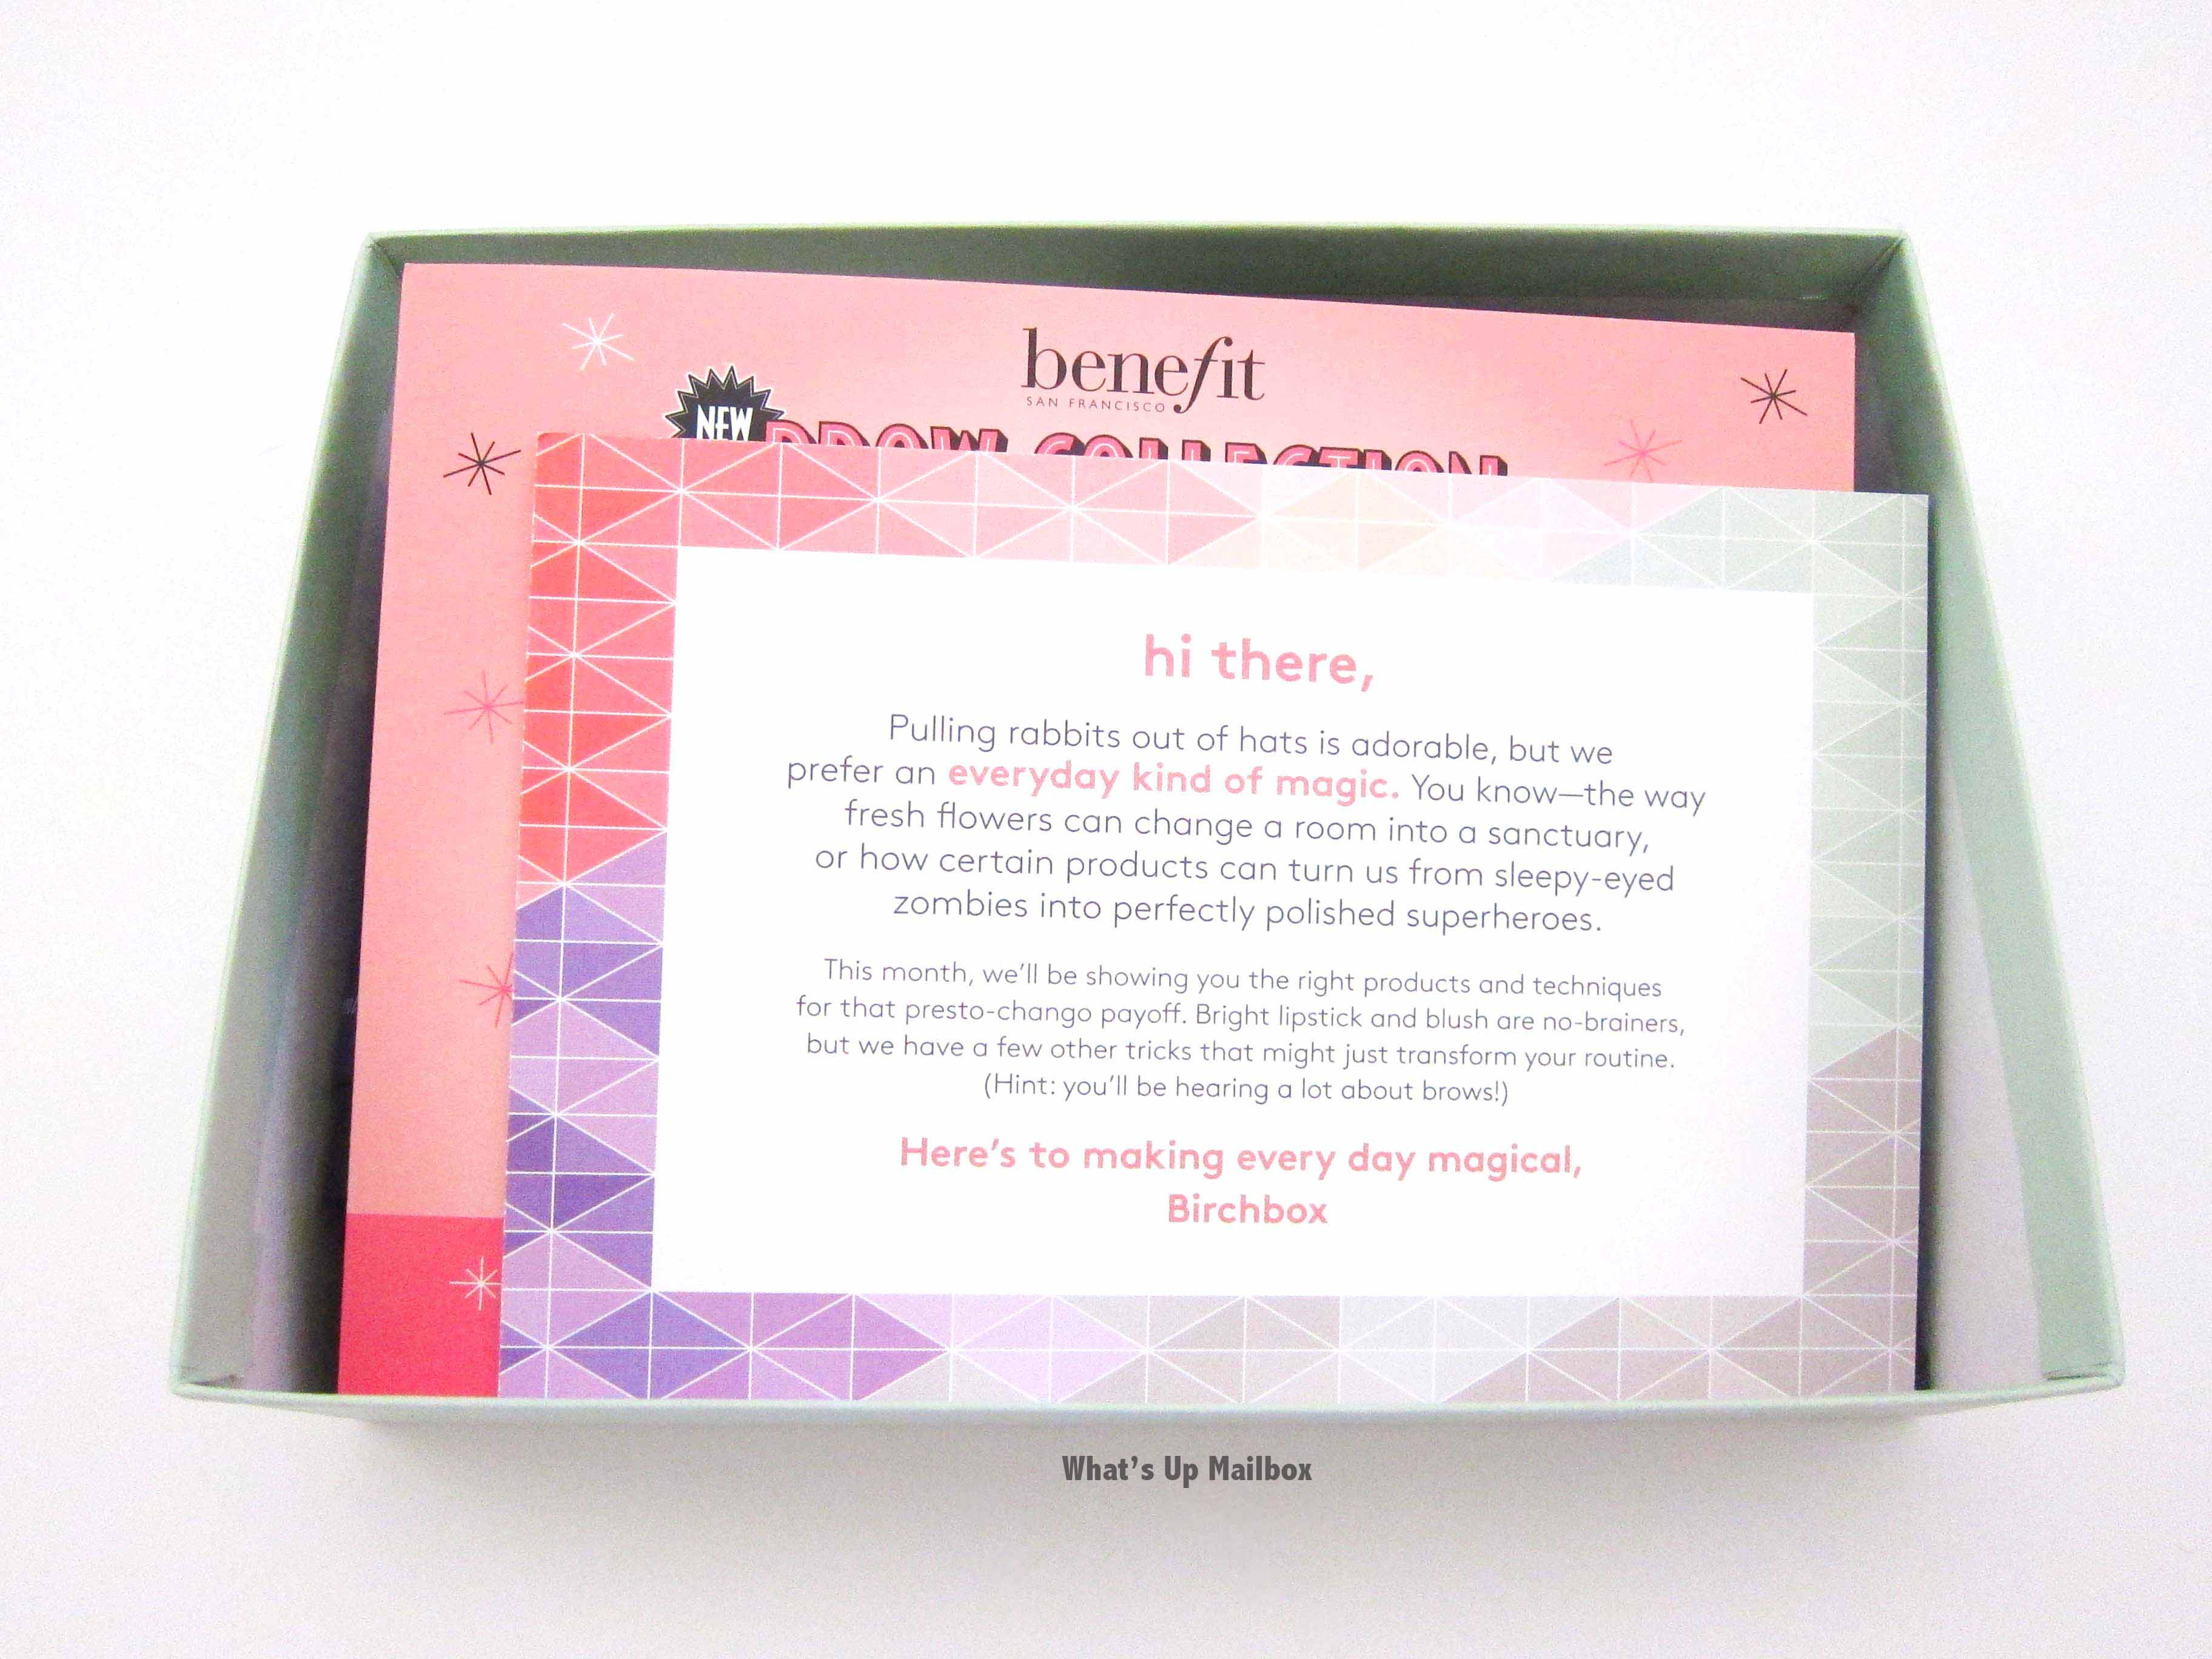 benefit
SAN FRANCISCO
NEW
BROW COLLECTION
hi there,
Pulling rabbits out of hats is adorable, but we
prefer an everyday kind of magic. You know—the way
fresh flowers can change a room into a sanctuary,
or how certain products can turn us from sleepy-eyed
zombies into perfectly polished superheroes.
This month, we'll be showing you the right products and techniques
for that presto-chango payoff. Bright lipstick and blush are no-brainers,
but we have a few other tricks that might just transform your routine.
(Hint: you'll be hearing a lot about brows!)
Here's to making every day magical,
Birchbox
What's Up Mailbox